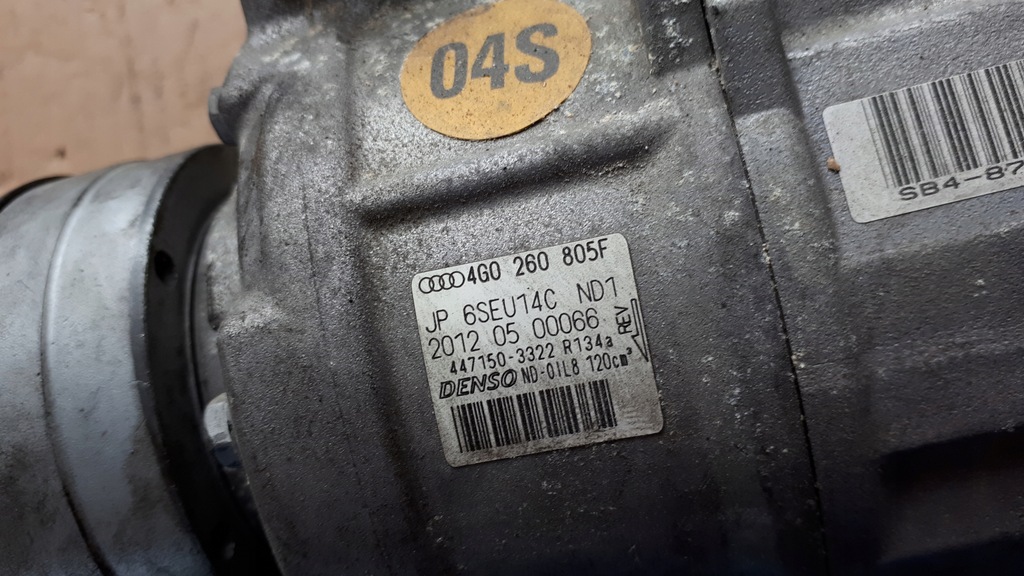 04S
4G0 260 805F
JP 6SEU14C ND1
2012 05 00066
REV
447150-3322 R134a
DENSO ND-OIL8 120cm³
SB4-87